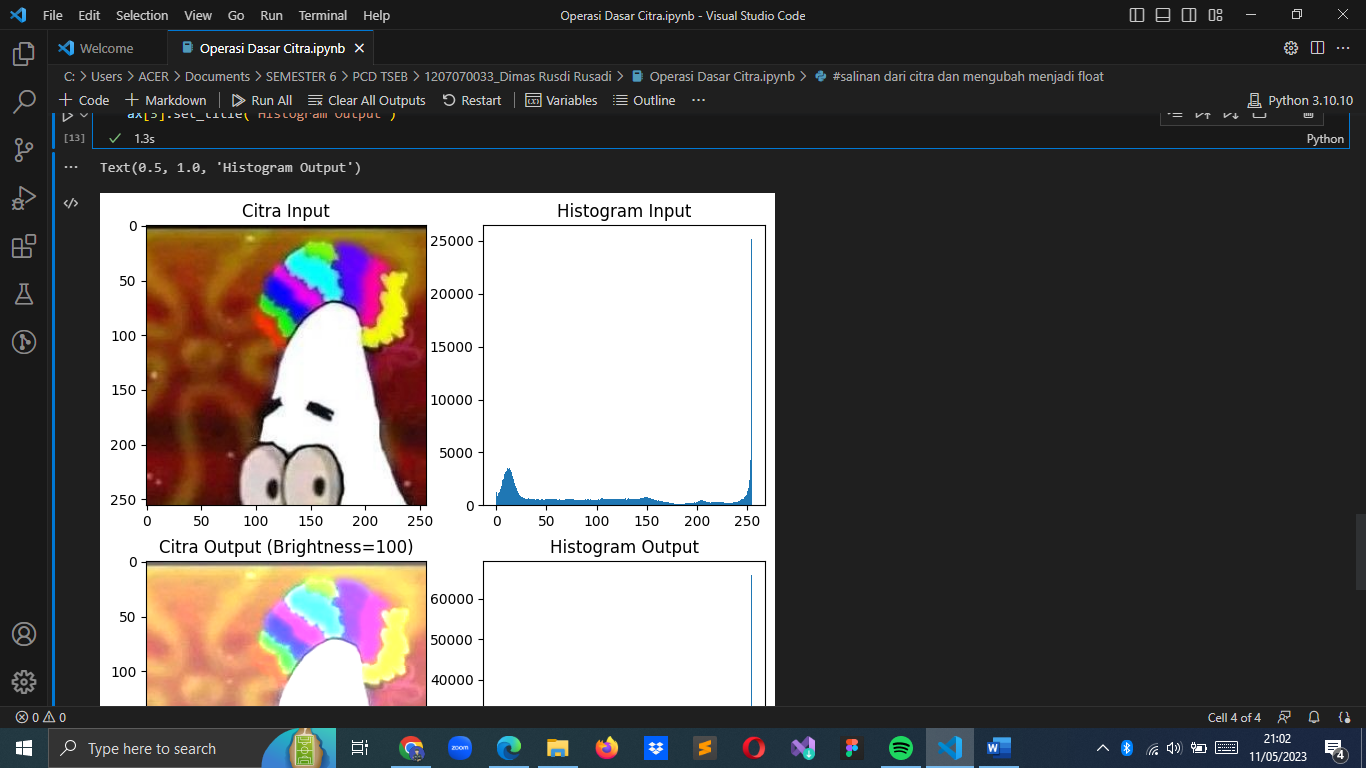 File Edit Selection View Go Run Terminal Help Operasi Dasar Citra.ipynb - Visual Studio Code
Welcome Operasi Dasar Citra.ipynb
C: > Users > ACER > Documents > SEMESTER 6 > PCD TSEB > 1207070033_Dimas Rusdi Rusadi > Operasi Dasar Citra.ipynb > #salinan dari citra dan mengubah menjadi float
+ Code + Markdown Run All Clear All Outputs Restart Variables Outline ... Python 3.10.10
ax[3].set_title("Histogram Output")
[13] 1.3s Python
Text(0.5, 1.0, 'Histogram Output')
Citra Input
0
50
100
150
200
250
0 50 100 150 200 250
Histogram Input
25000
20000
15000
10000
5000
0
0 50 100 150 200 250
Citra Output (Brightness=100)
0
50
100
Histogram Output
60000
50000
40000
0 0 Cell 4 of 4
Type here to search
zoom
21:02
11/05/2023
4